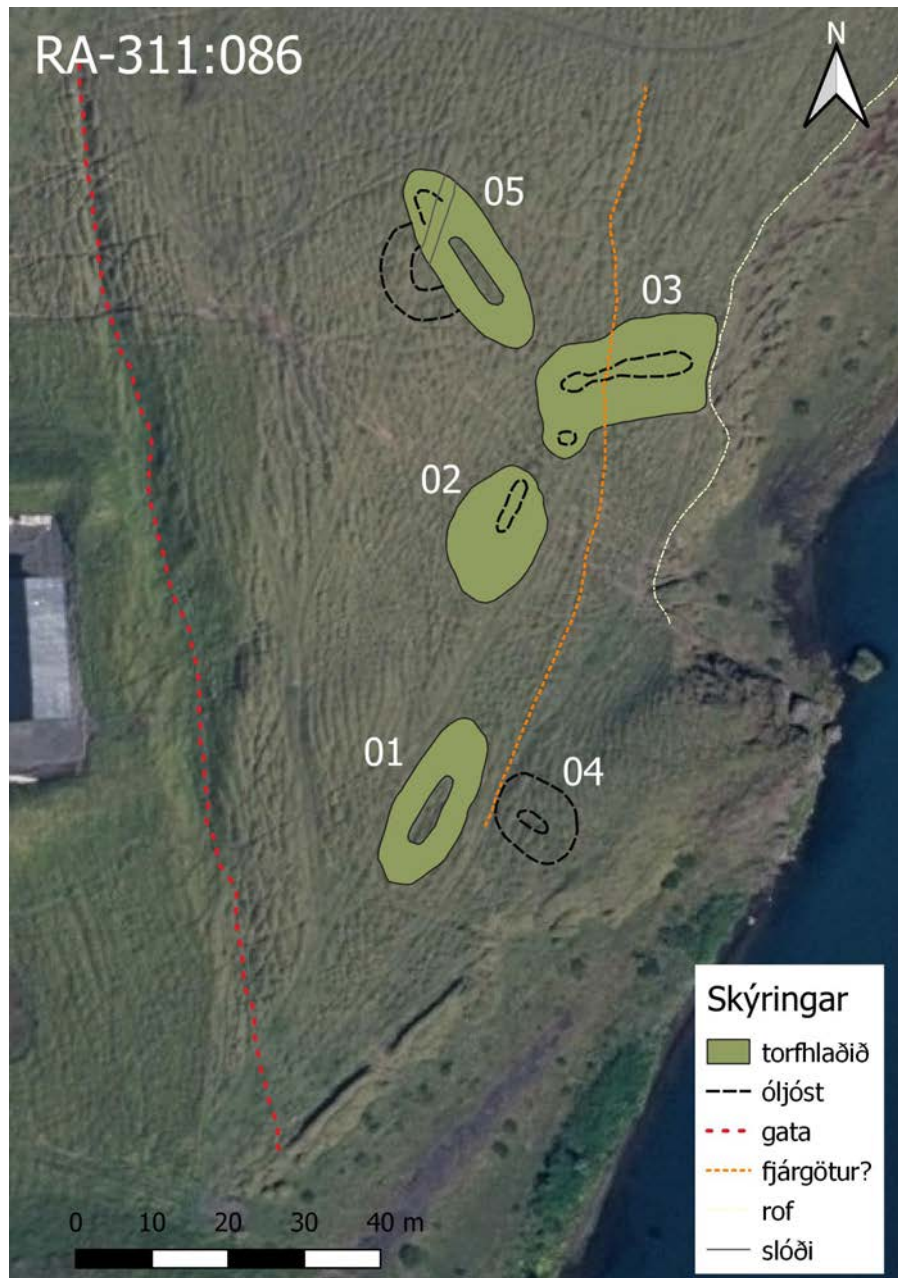 RA-311:086
N
05
03
02
01
04
Skýringar
torfhlaðið
óljóst
gata
fjárgötur?
rof
slóði
0 10 20 30 40 m